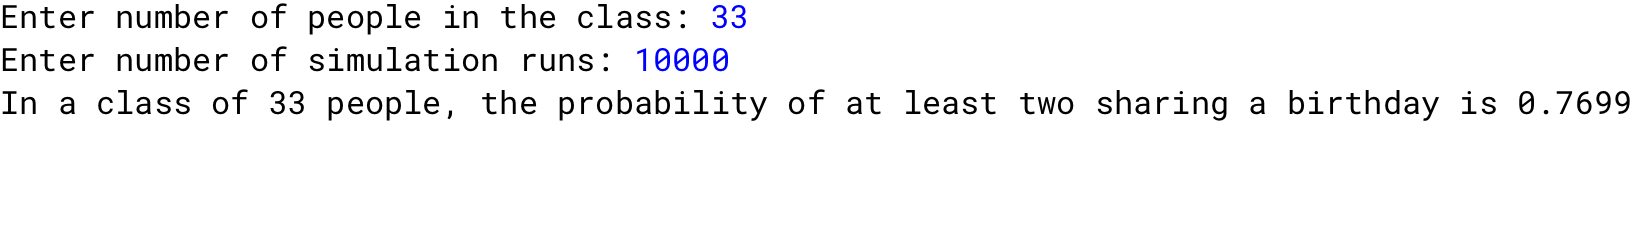 Enter number of people in the class: 33
Enter number of simulation runs: 10000
In a class of 33 people, the probability of at least two sharing a birthday is 0.7699